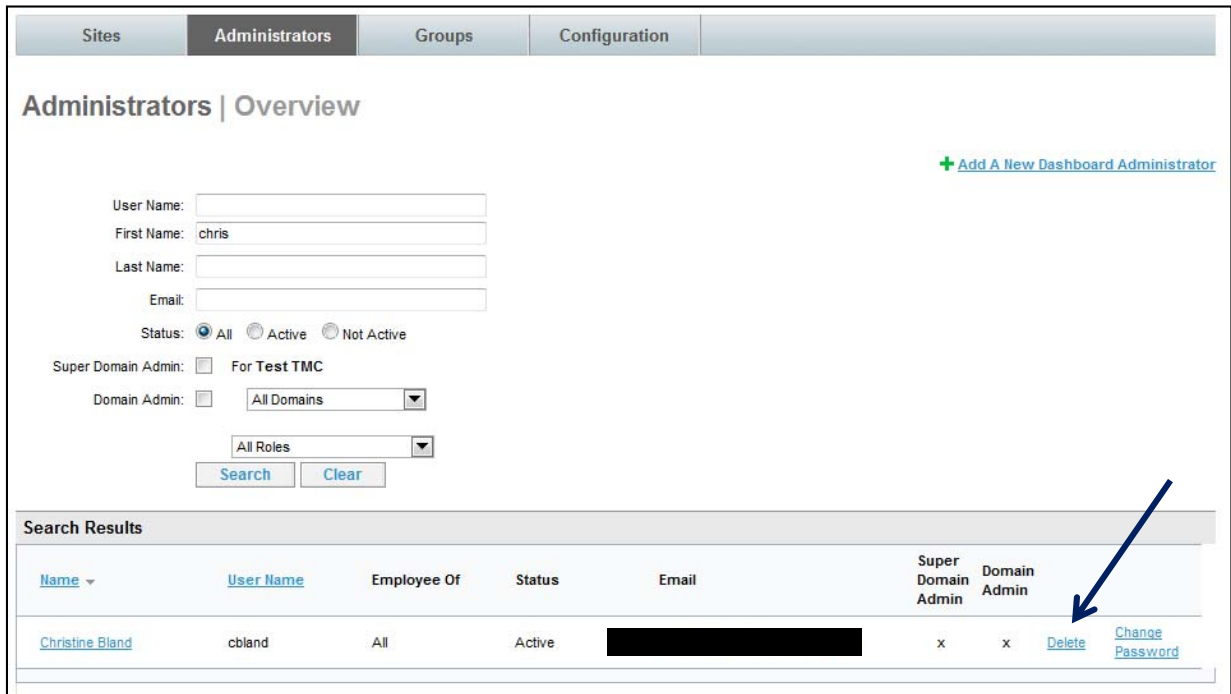 Sites Administrators Groups Configuration
Administrators | Overview
Add A New Dashboard Administrator
User Name:
First Name: chris
Last Name:
Email:
Status: All Active Not Active
Super Domain Admin: For Test TMC
Domain Admin: All Domains
All Roles
Search Clear
Search Results
Name User Name Employee Of Status Email Super Domain Admin Domain Admin
Christine Bland cbland All Active x x Delete Change Password